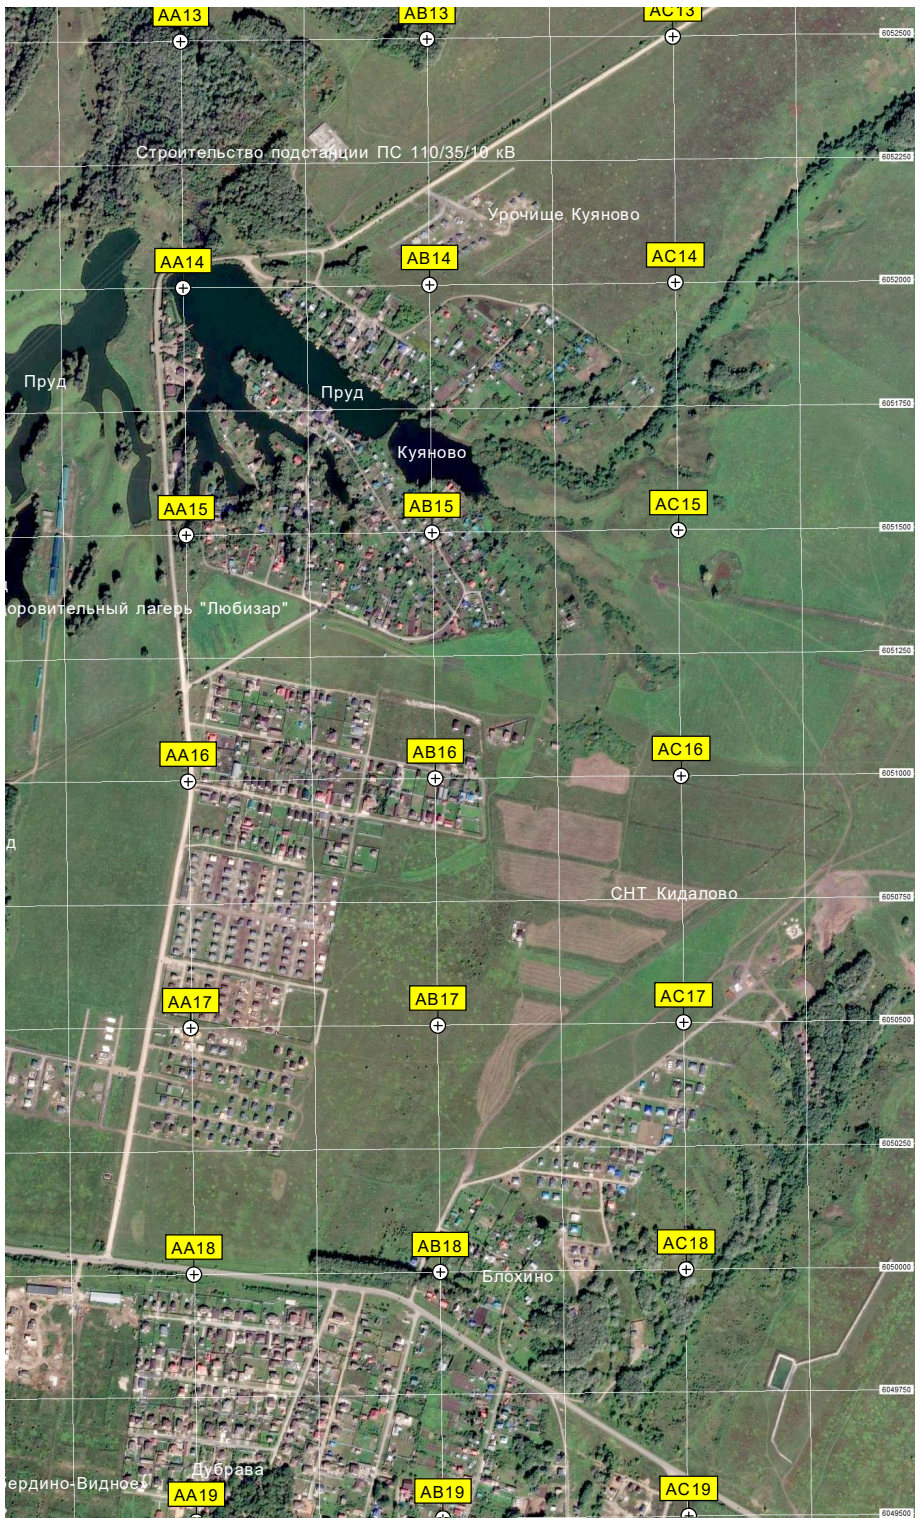 AA13 AB13 AC13
6052500
Строительство подстанции ПС 110/35/10 кВ
6052250
Урочище Куяново
AA14 AB14 AC14
6052000
Пруд
Пруд
6051750
Куяново
AA15 AB15 AC15
6051500
доровительный лагерь "Любизар"
6051250
AA16 AB16 AC16
6051000
д
СНТ Кидалово
6050750
AA17 AB17 AC17
6050500
6050250
AA18 AB18 AC18
Блохино
6050000
6049750
Дубрава
бердино-Видное»
AA19 AB19 AC19
6049500